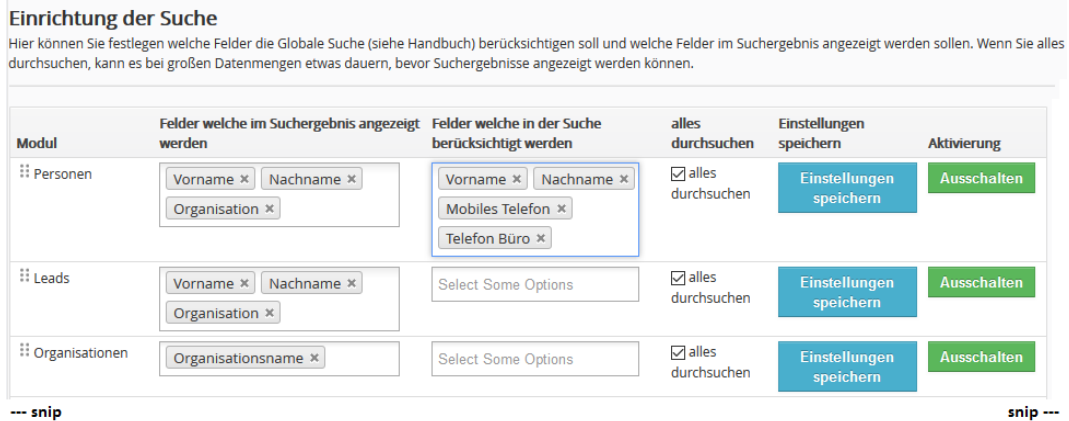 Einrichtung der Suche
Hier können Sie festlegen welche Felder die Globale Suche (siehe Handbuch) berücksichtigen soll und welche Felder im Suchergebnis angezeigt werden sollen. Wenn Sie alles
durchsuchen, kann es bei großen Datenmengen etwas dauern, bevor Suchergebnisse angezeigt werden können.
Modul Felder welche im Suchergebnis angezeigt werden Felder welche in der Suche berücksichtigt werden alles durchsuchen Einstellungen speichern Aktivierung
Personen
Vorname × Nachname ×
Organisation ×
Vorname × Nachname ×
Mobiles Telefon ×
Telefon Büro ×
alles
durchsuchen
Einstellungen
speichern
Ausschalten
Leads
Vorname × Nachname ×
Organisation ×
Select Some Options
alles
durchsuchen
Einstellungen
speichern
Ausschalten
Organisationen
Organisationsname ×
Select Some Options
alles
durchsuchen
Einstellungen
speichern
Ausschalten
--- snip snip ---